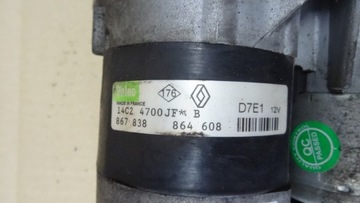 Valeo
MADE IN FRANCE
176
14C2 4700JF* B
867 838 864 608
D7E1 12V
QC
PASSED